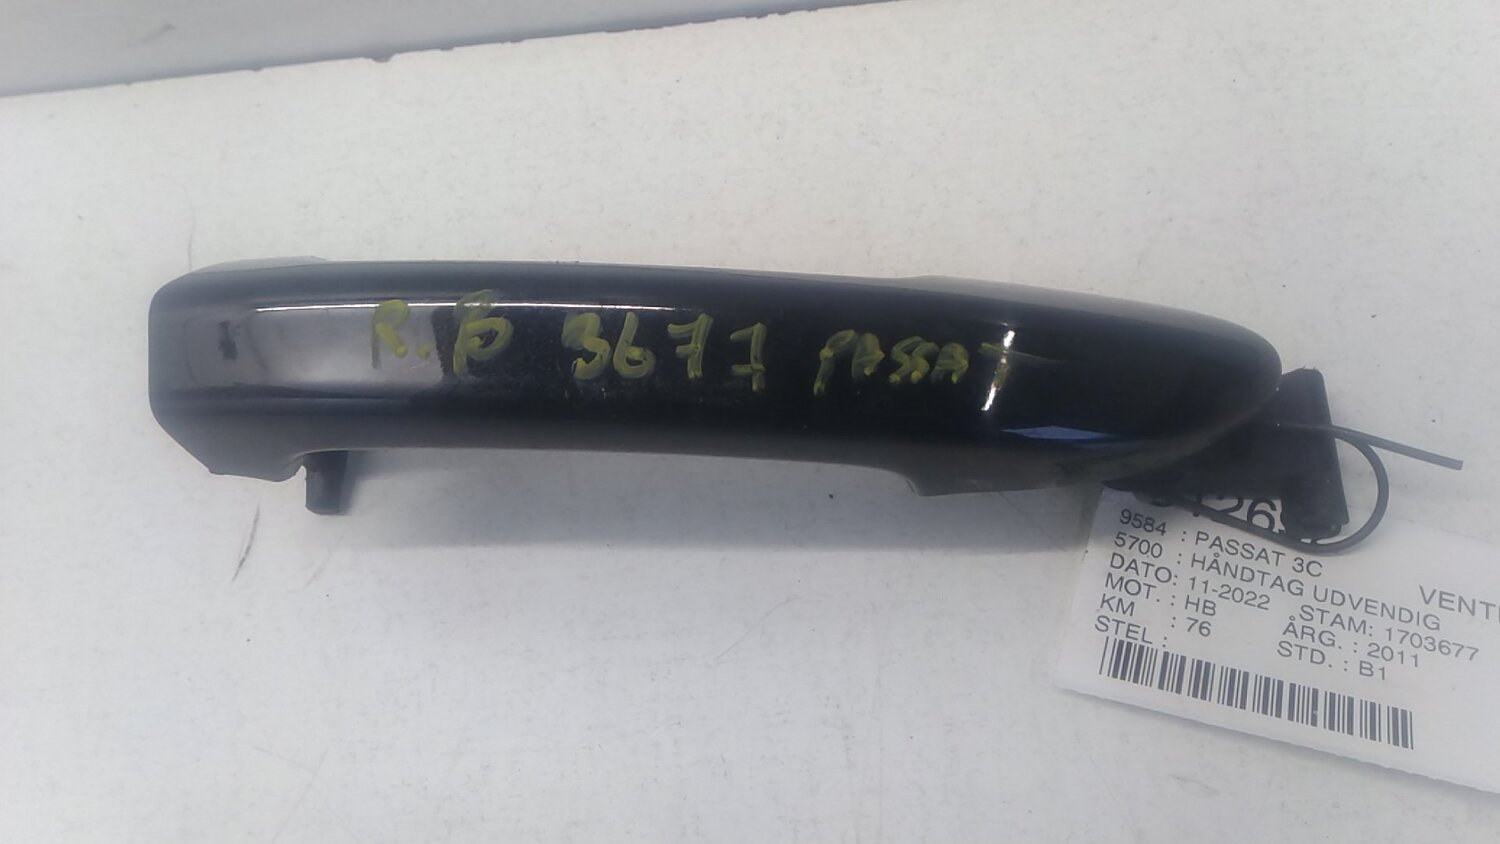 R.B 3677 PASSAT
9584 : PASSAT 3C
5700 : HÅNDTAG UDVENDIG
DATO: 11-2022 STAM: 1703677
MOT. : HB ÅRG. : 2011
KM : 76 STD. : B1
STEL :